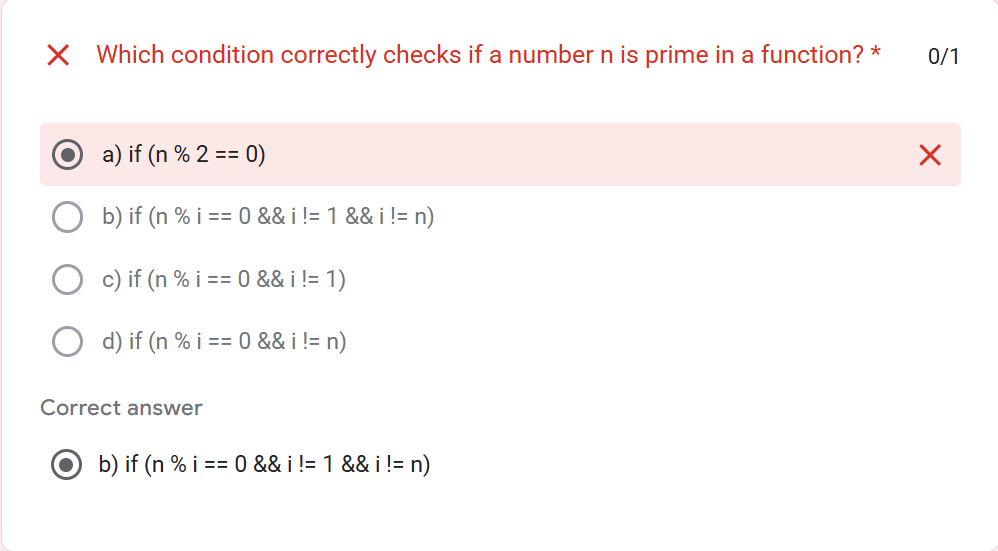 Which condition correctly checks if a number n is prime in a function? * 0/1
a) if (n % 2 == 0)
b) if (n % i == 0 && i != 1 && i != n)
c) if (n % i == 0 && i != 1)
d) if (n % i == 0 && i != n)
Correct answer
b) if (n % i == 0 && i != 1 && i != n)